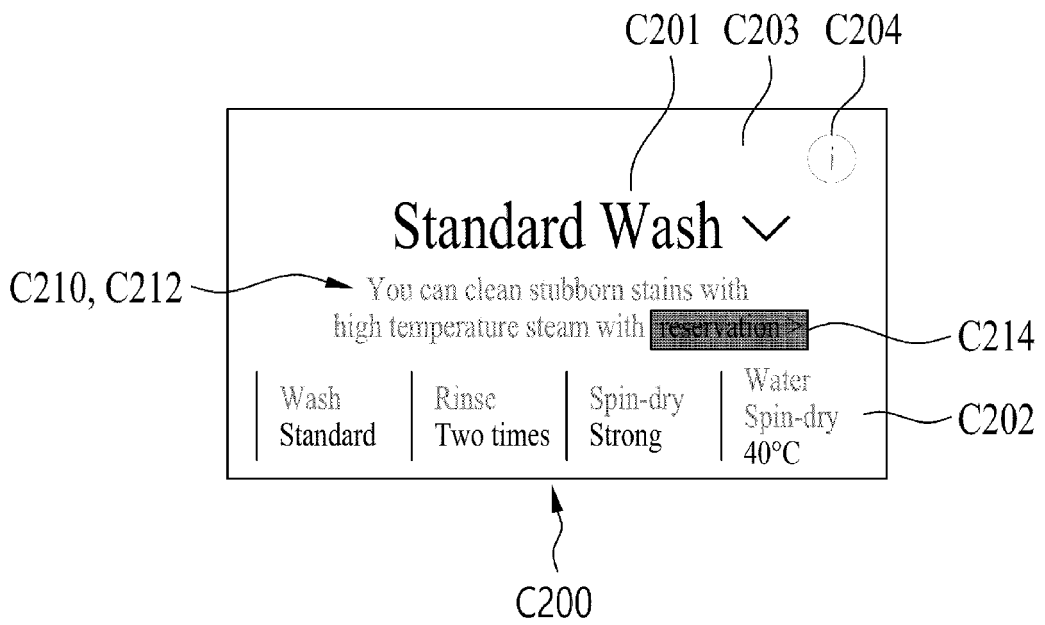 C201 C203 C204
i
Standard Wash
C210, C212
You can clean stubborn stains with
high temperature steam with reservation >
C214
Wash
Standard
Rinse
Two times
Spin-dry
Strong
Water
Spin-dry
40°C
C202
C200